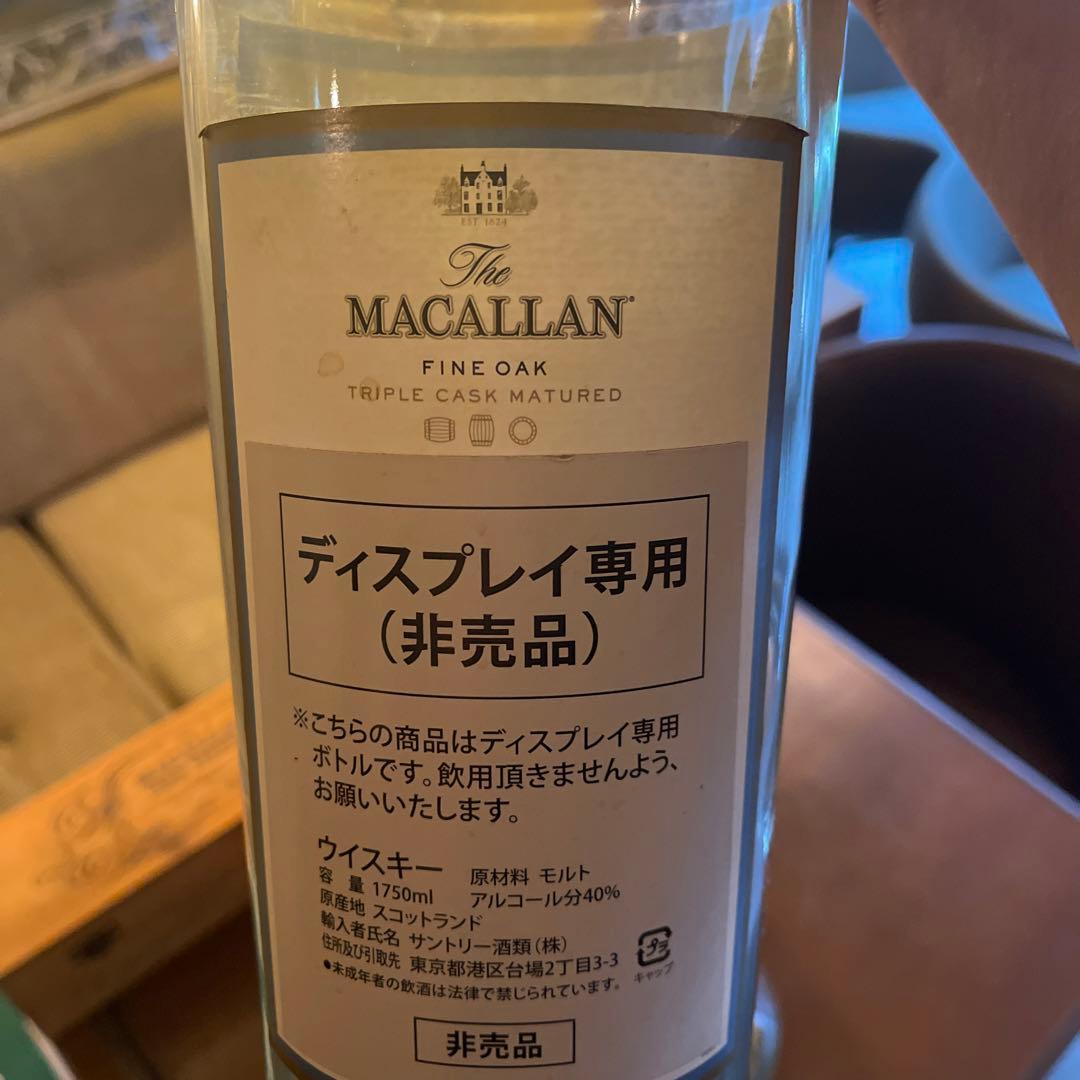 EST. 1824
The
MACALLAN
FINE OAK
TRIPLE CASK MATURED
ディスプレイ専用
（非売品）
※こちらの商品はディスプレイ専用
ボトルです。飲用頂きませんよう、
お願いいたします。
ウイスキー
容量 1750ml
原材料 モルト
アルコール分40%
原産地 スコットランド
輸入者氏名 サントリー酒類（株）
住所及び引取先 東京都港区台場2丁目3-3
●未成年者の飲酒は法律で禁じられています。
プラ
キャップ
非売品